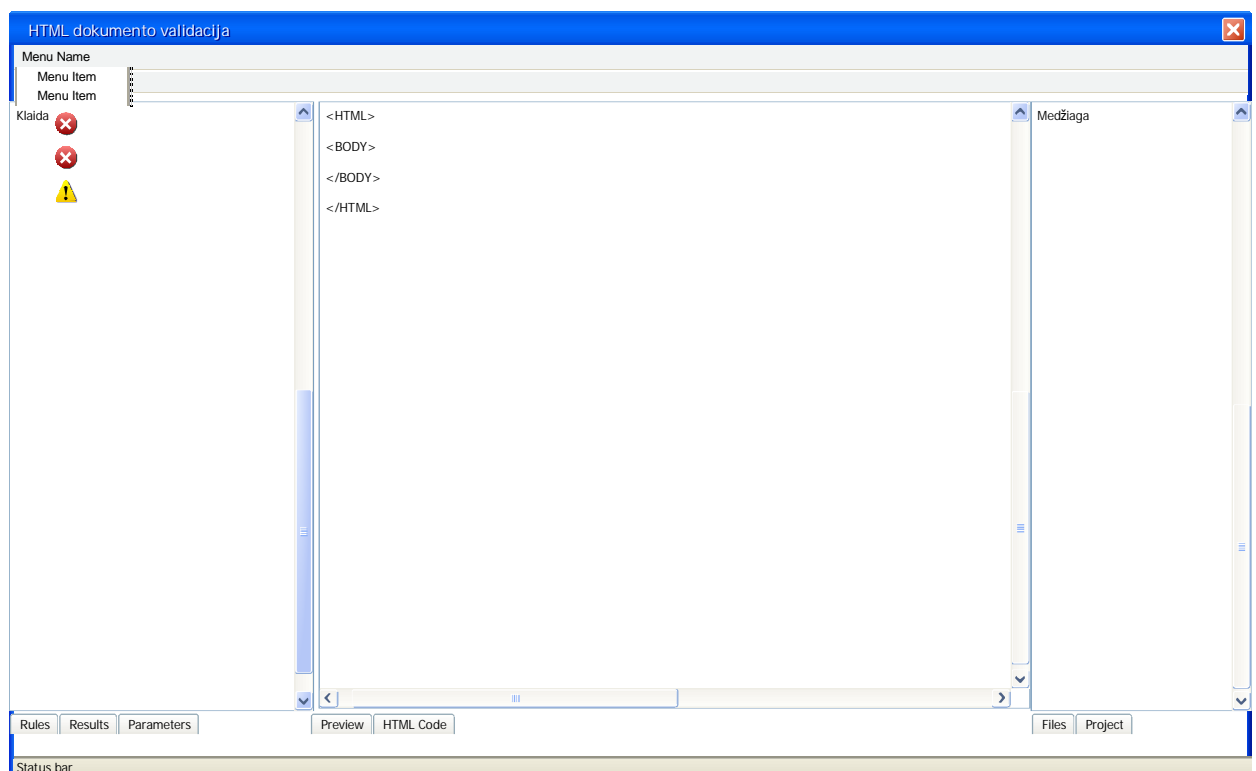 HTML dokumento validacija
Menu Name
Menu Item
Menu Item
Klaida
<HTML>
<BODY>
</BODY>
</HTML>
Medžiaga
Rules Results Parameters
Preview HTML Code
Files Project
Status bar